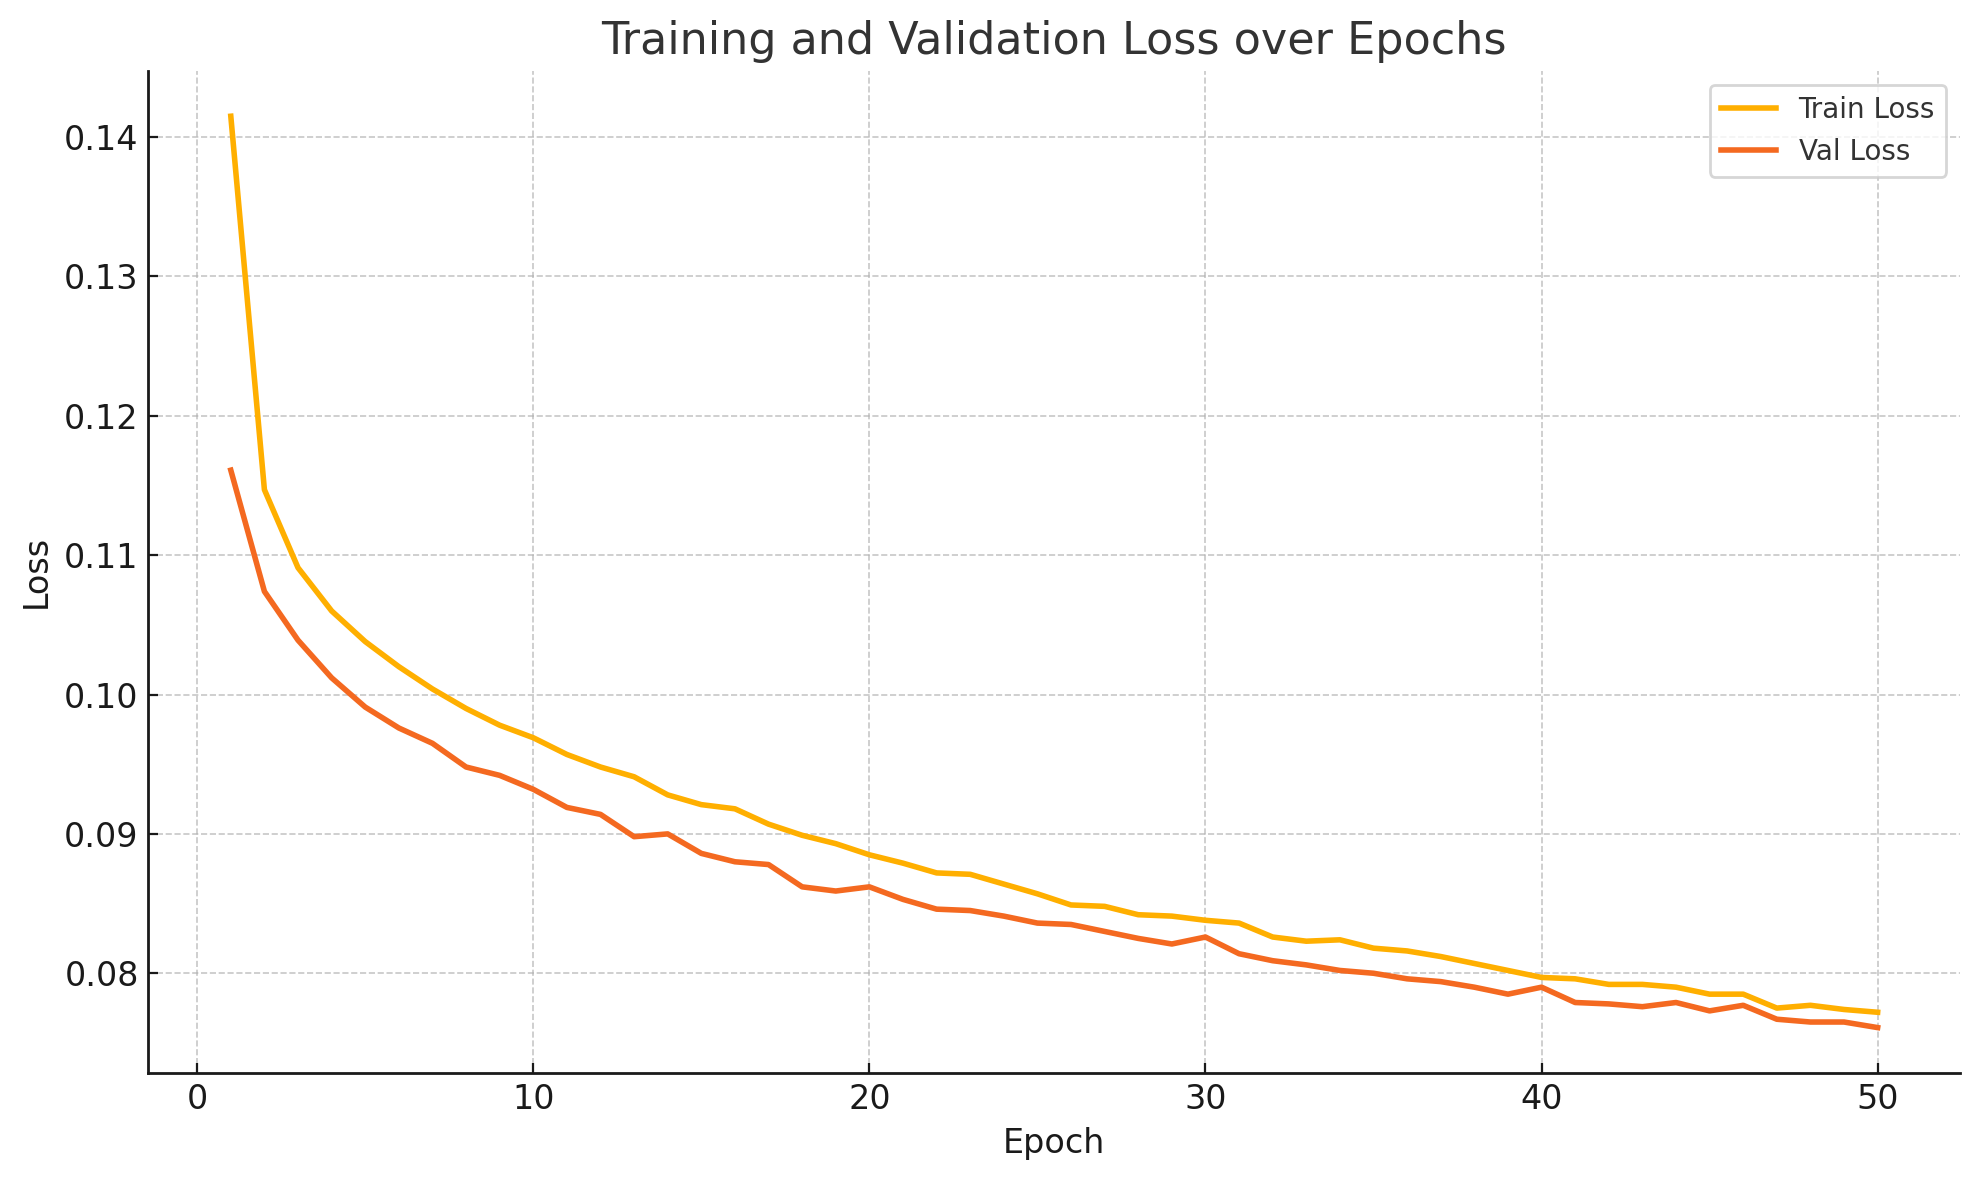 Training and Validation Loss over Epochs
Train Loss
Val Loss
0.14
0.13
0.12
0.11
0.10
0.09
0.08
Loss
0 10 20 30 40 50
Epoch